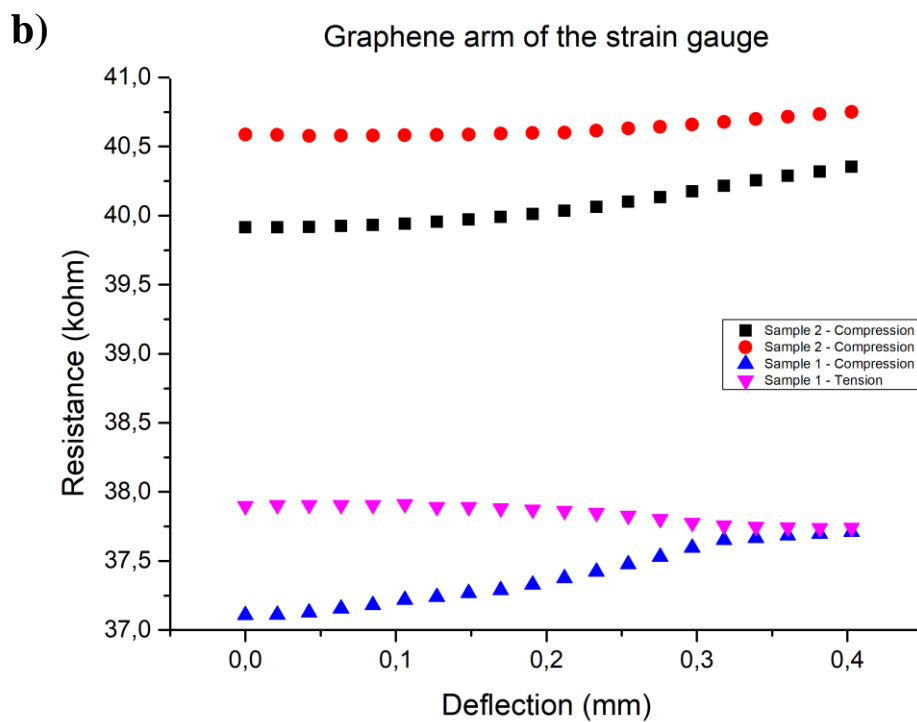 b)
Graphene arm of the strain gauge
41,0
40,5
40,0
39,5
39,0
38,5
38,0
37,5
37,0
Resistance (kohm)
Sample 2 - Compression
Sample 2 - Compression
Sample 1 - Compression
Sample 1 - Tension
0,0 0,1 0,2 0,3 0,4
Deflection (mm)